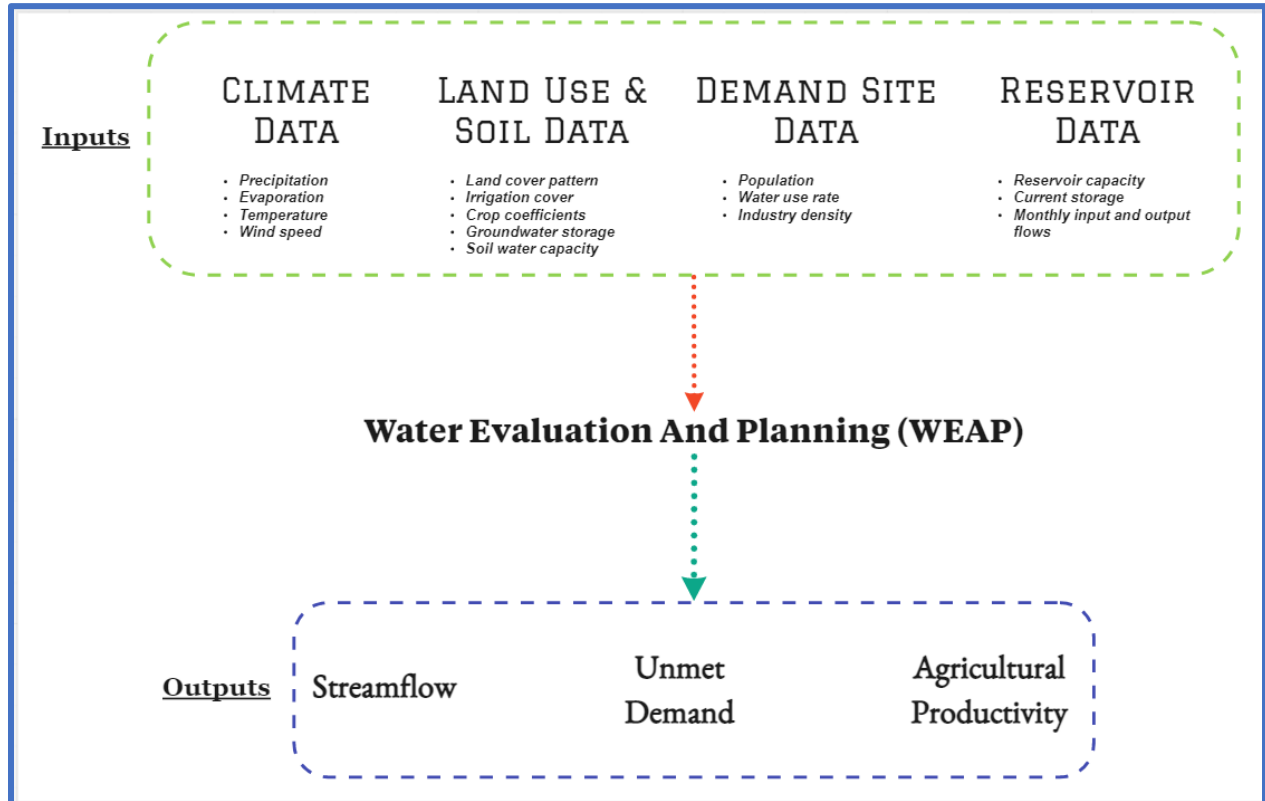 Inputs
CLIMATE
DATA
• Precipitation
• Evaporation
• Temperature
• Wind speed
LAND USE &
SOIL DATA
• Land cover pattern
• Irrigation cover
• Crop coefficients
• Groundwater storage
• Soil water capacity
DEMAND SITE
DATA
• Population
• Water use rate
• Industry density
RESERVOIR
DATA
• Reservoir capacity
• Current storage
• Monthly input and output
flows
Water Evaluation And Planning (WEAP)
Outputs
Streamflow
Unmet
Demand
Agricultural
Productivity